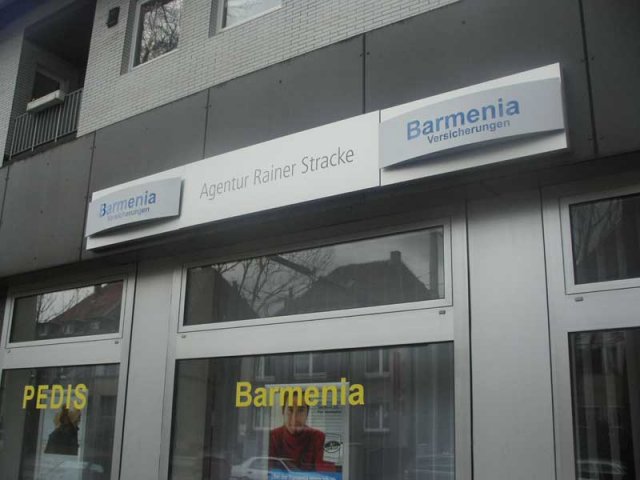 Barmenia
Versicherungen
Agentur Rainer Stracke
Barmenia
Versicherungen
PEDIS
Barmenia